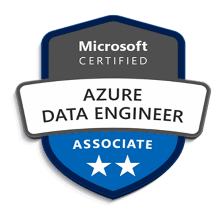 Microsoft
CERTIFIED
AZURE
DATA ENGINEER
ASSOCIATE